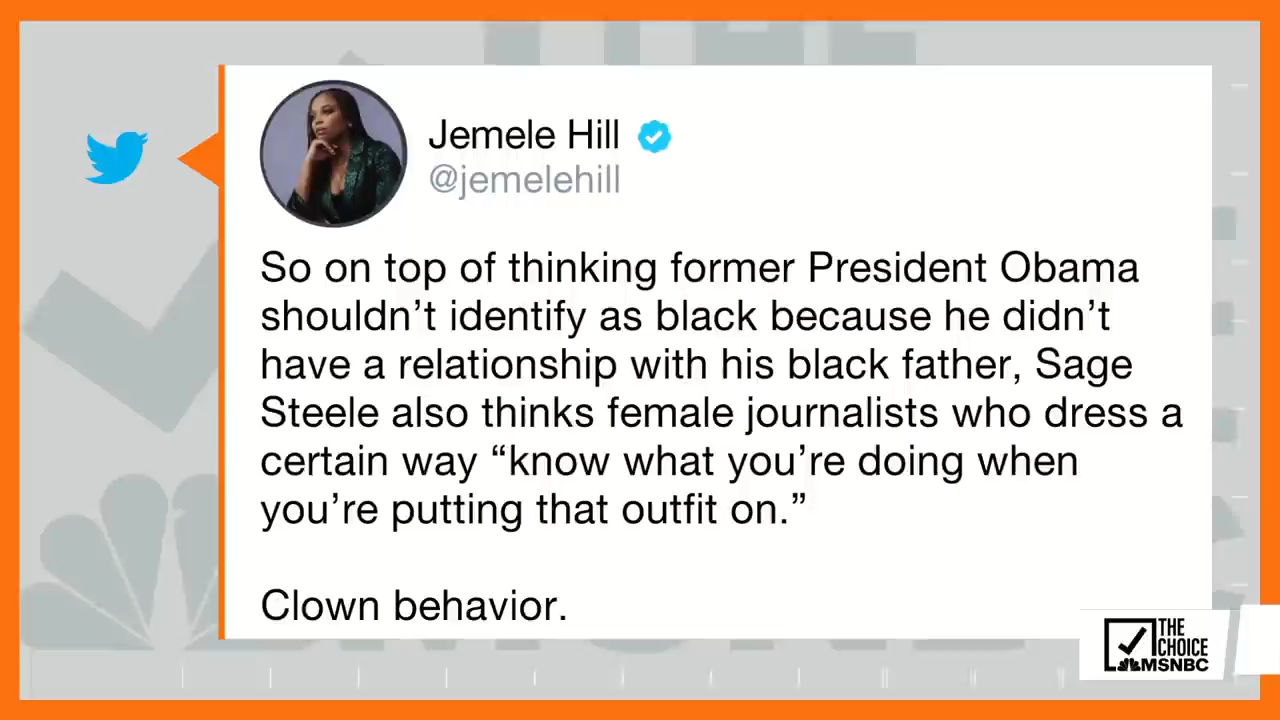 Jemele Hill
@jemelehill
So on top of thinking former President Obama
shouldn’t identify as black because he didn’t
have a relationship with his black father, Sage
Steele also thinks female journalists who dress a
certain way “know what you’re doing when
you’re putting that outfit on.”
Clown behavior.
THE
CHOICE
MSNBC